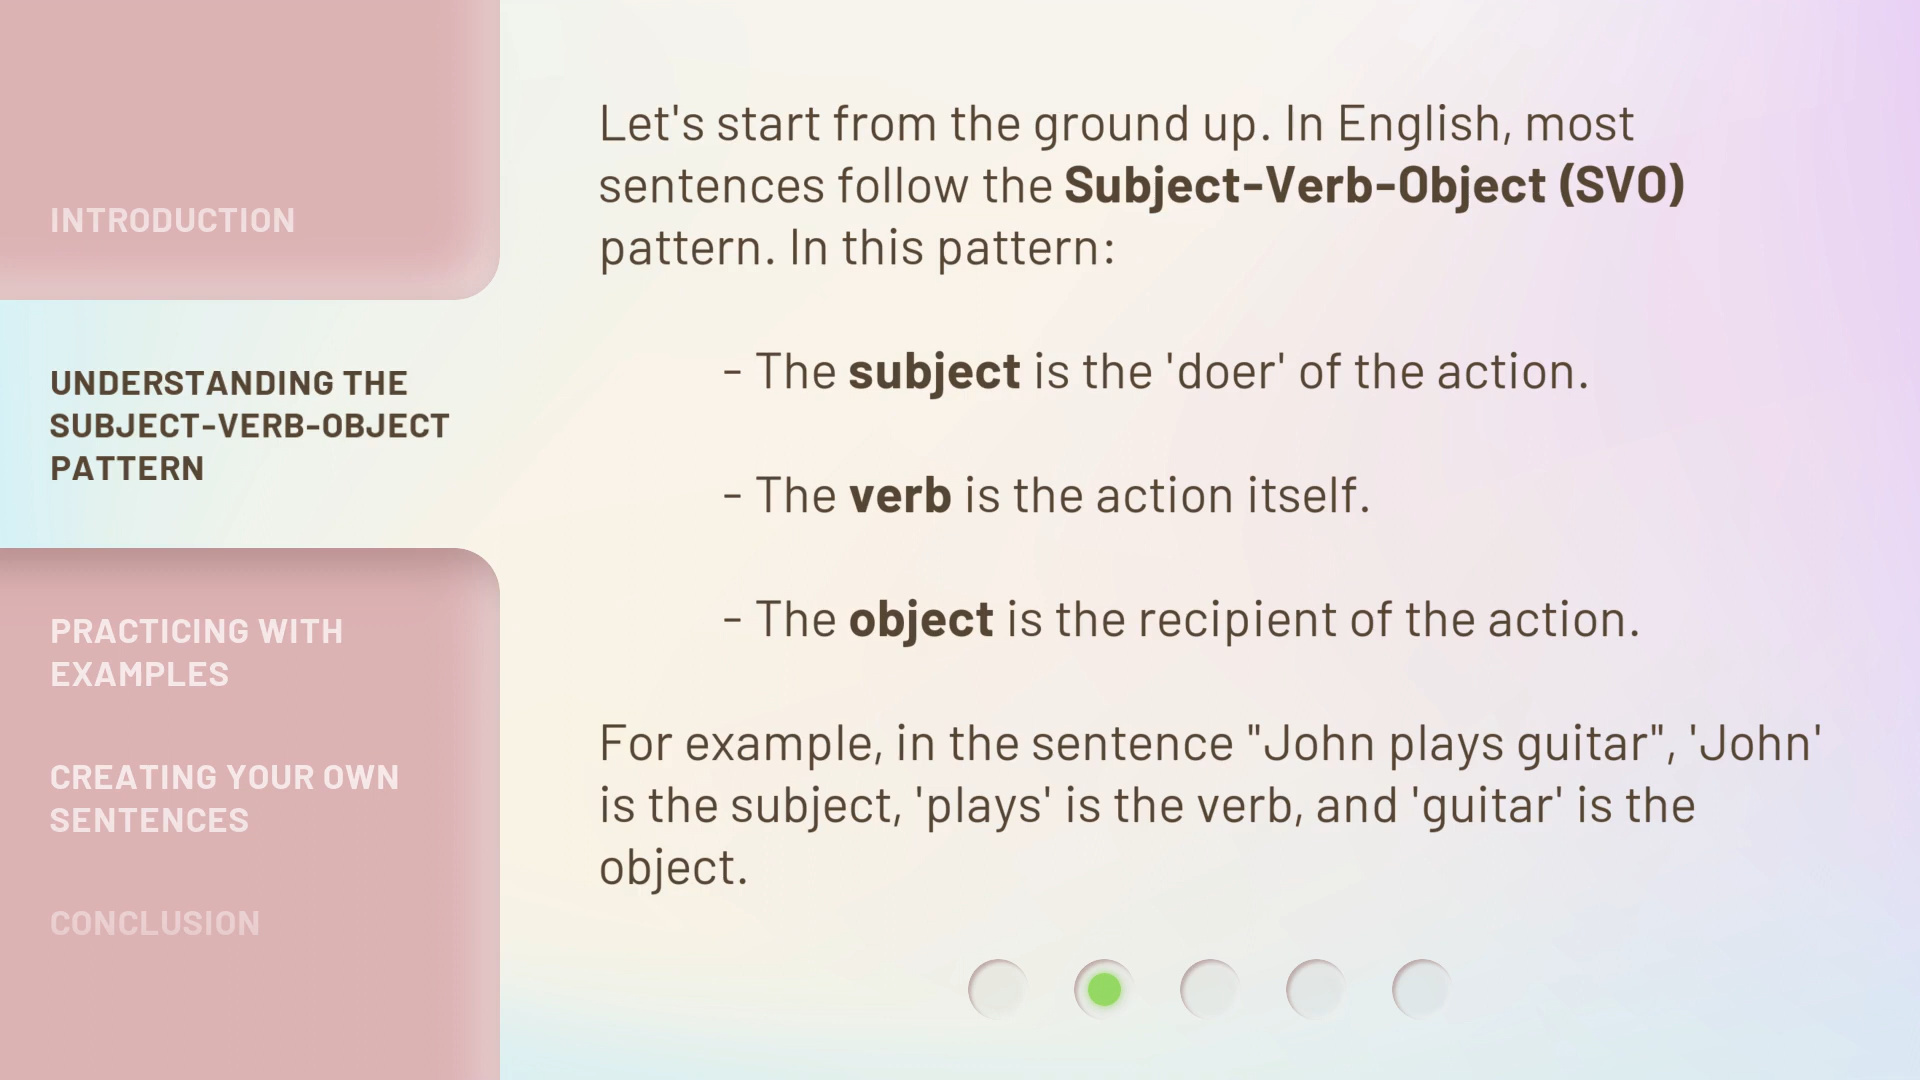 INTRODUCTION
UNDERSTANDING THE
SUBJECT-VERB-OBJECT
PATTERN
PRACTICING WITH
EXAMPLES
CREATING YOUR OWN
SENTENCES
CONCLUSION
Let's start from the ground up. In English, most
sentences follow the Subject-Verb-Object (SVO)
pattern. In this pattern:
- The subject is the 'doer' of the action.
- The verb is the action itself.
- The object is the recipient of the action.
For example, in the sentence "John plays guitar", 'John'
is the subject, 'plays' is the verb, and 'guitar' is the
object.